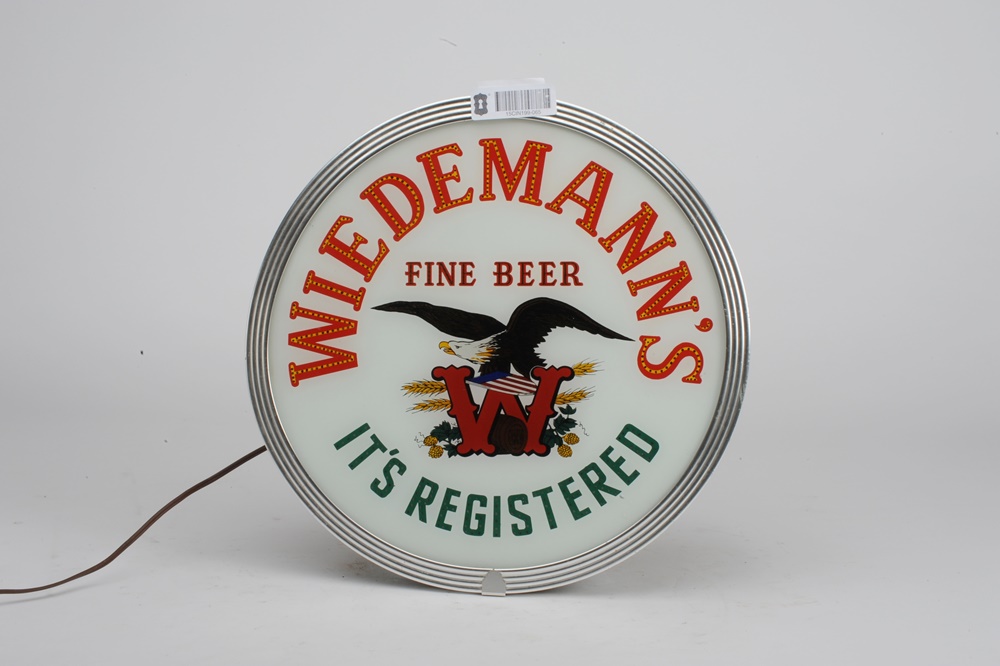 WIEDEMANN'S
FINE BEER
W
IT'S REGISTERED